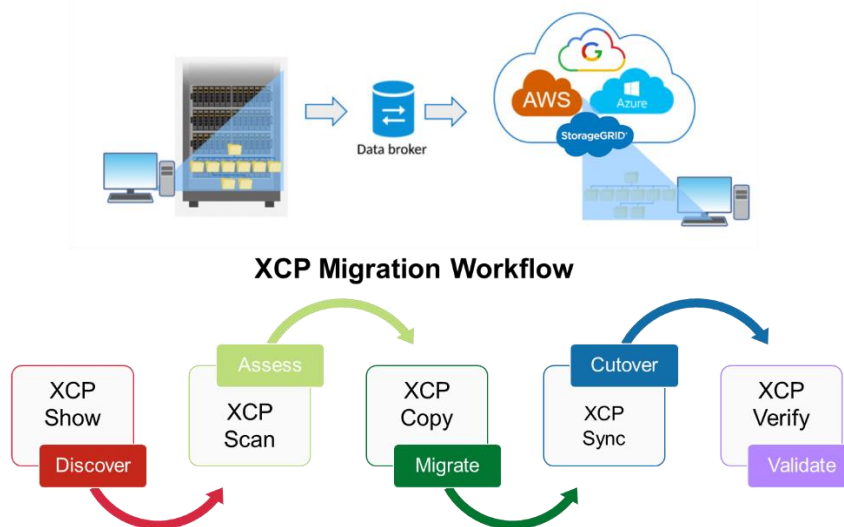 G
AWS
Azure
StorageGRID®
Data broker
XCP Migration Workflow
XCP
Show
Discover
Assess
XCP
Scan
XCP
Copy
Migrate
Cutover
XCP
Sync
XCP
Verify
Validate